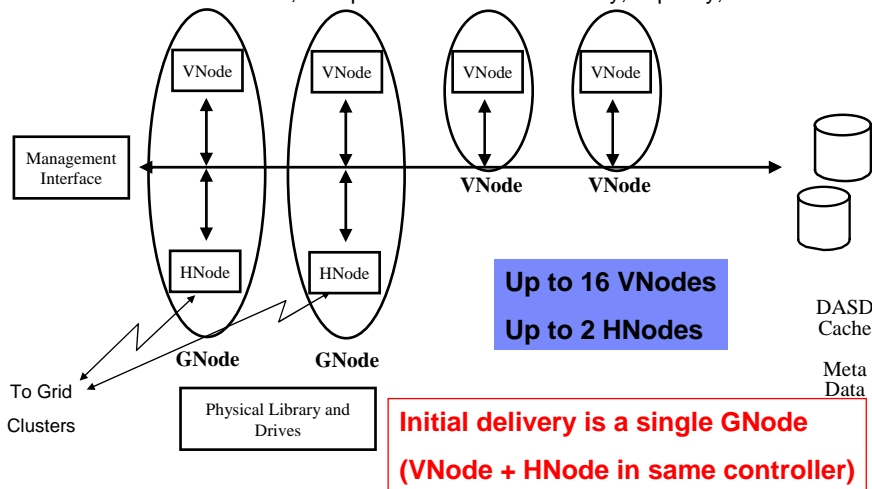 VNode
VNode
VNode
VNode
Management
Interface
VNode
VNode
HNode
HNode
Up to 16 VNodes
Up to 2 HNodes
DASD
Cache
GNode
GNode
Meta
Data
To Grid
Clusters
Physical Library and
Drives
Initial delivery is a single GNode
(VNode + HNode in same controller)